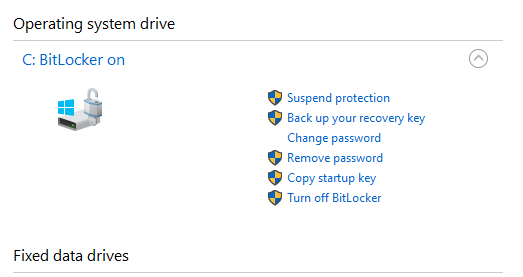 Operating system drive
C: BitLocker on
Suspend protection
Back up your recovery key
Change password
Remove password
Copy startup key
Turn off BitLocker
Fixed data drives